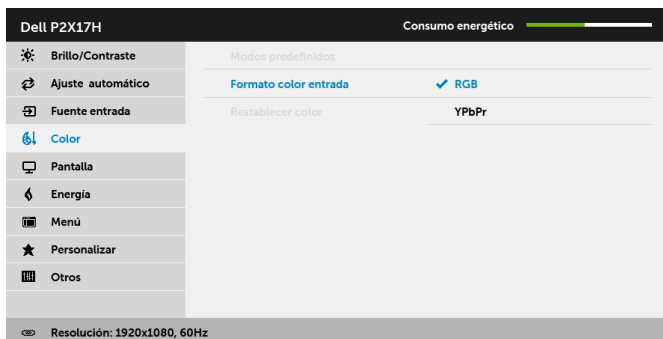 Dell P2X17H Consumo energético
Brillo/Contraste Modos predefinidos
Ajuste automático Formato color entrada RGB
Fuente entrada Restablecer color YPbPr
Color
Pantalla
Energía
Menú
Personalizar
Otros
Resolución: 1920x1080, 60Hz